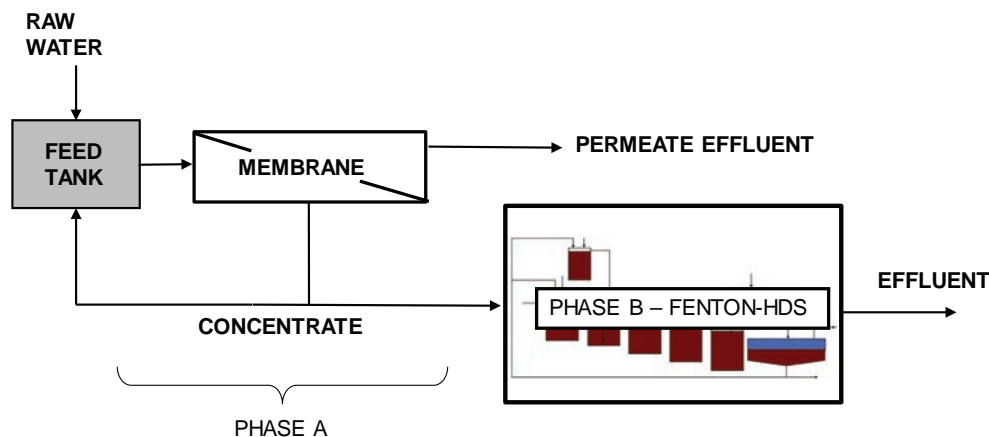 RAW
WATER
FEED
TANK
MEMBRANE
PERMEATE EFFLUENT
CONCENTRATE
PHASE B – FENTON-HDS
EFFLUENT
PHASE A